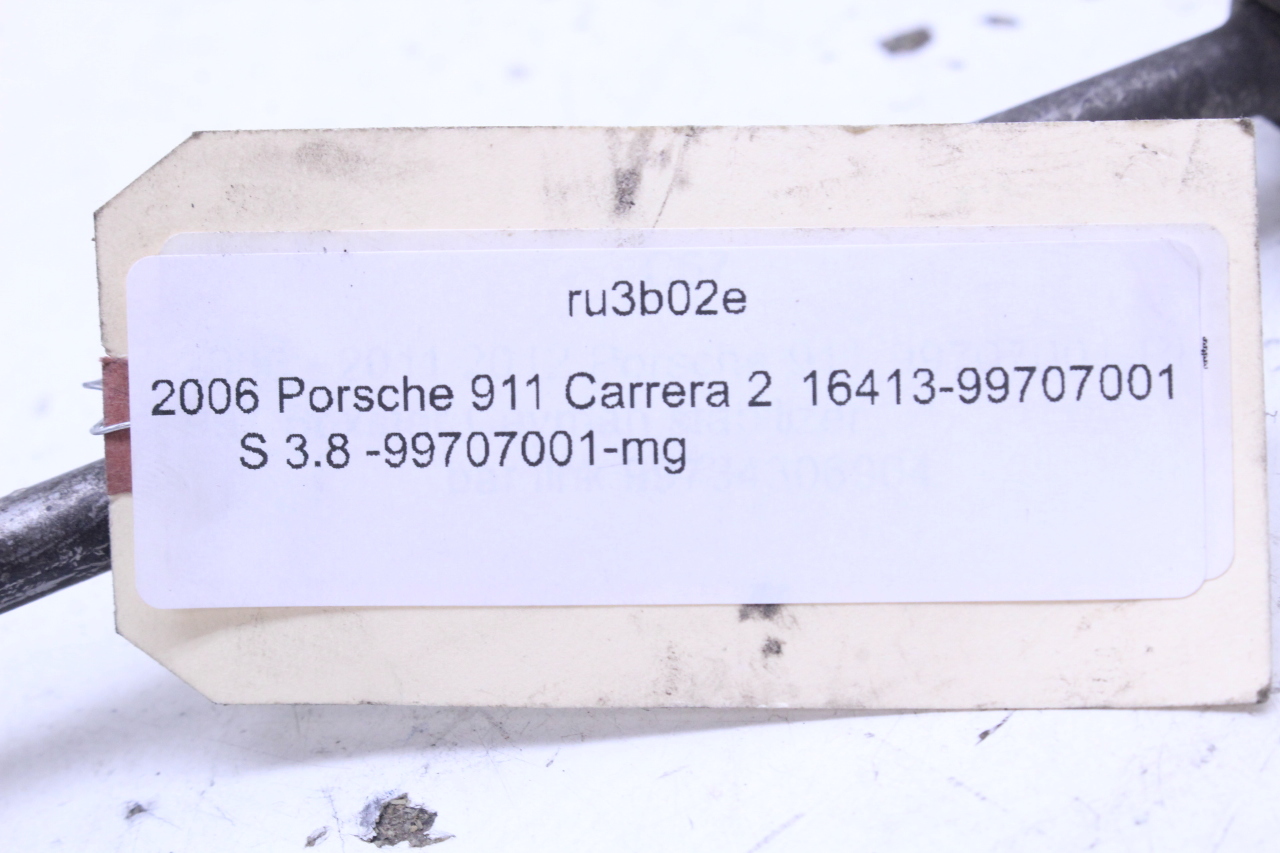 ru3b02e
2006 Porsche 911 Carrera 2 16413-99707001
S 3.8 -99707001-mg